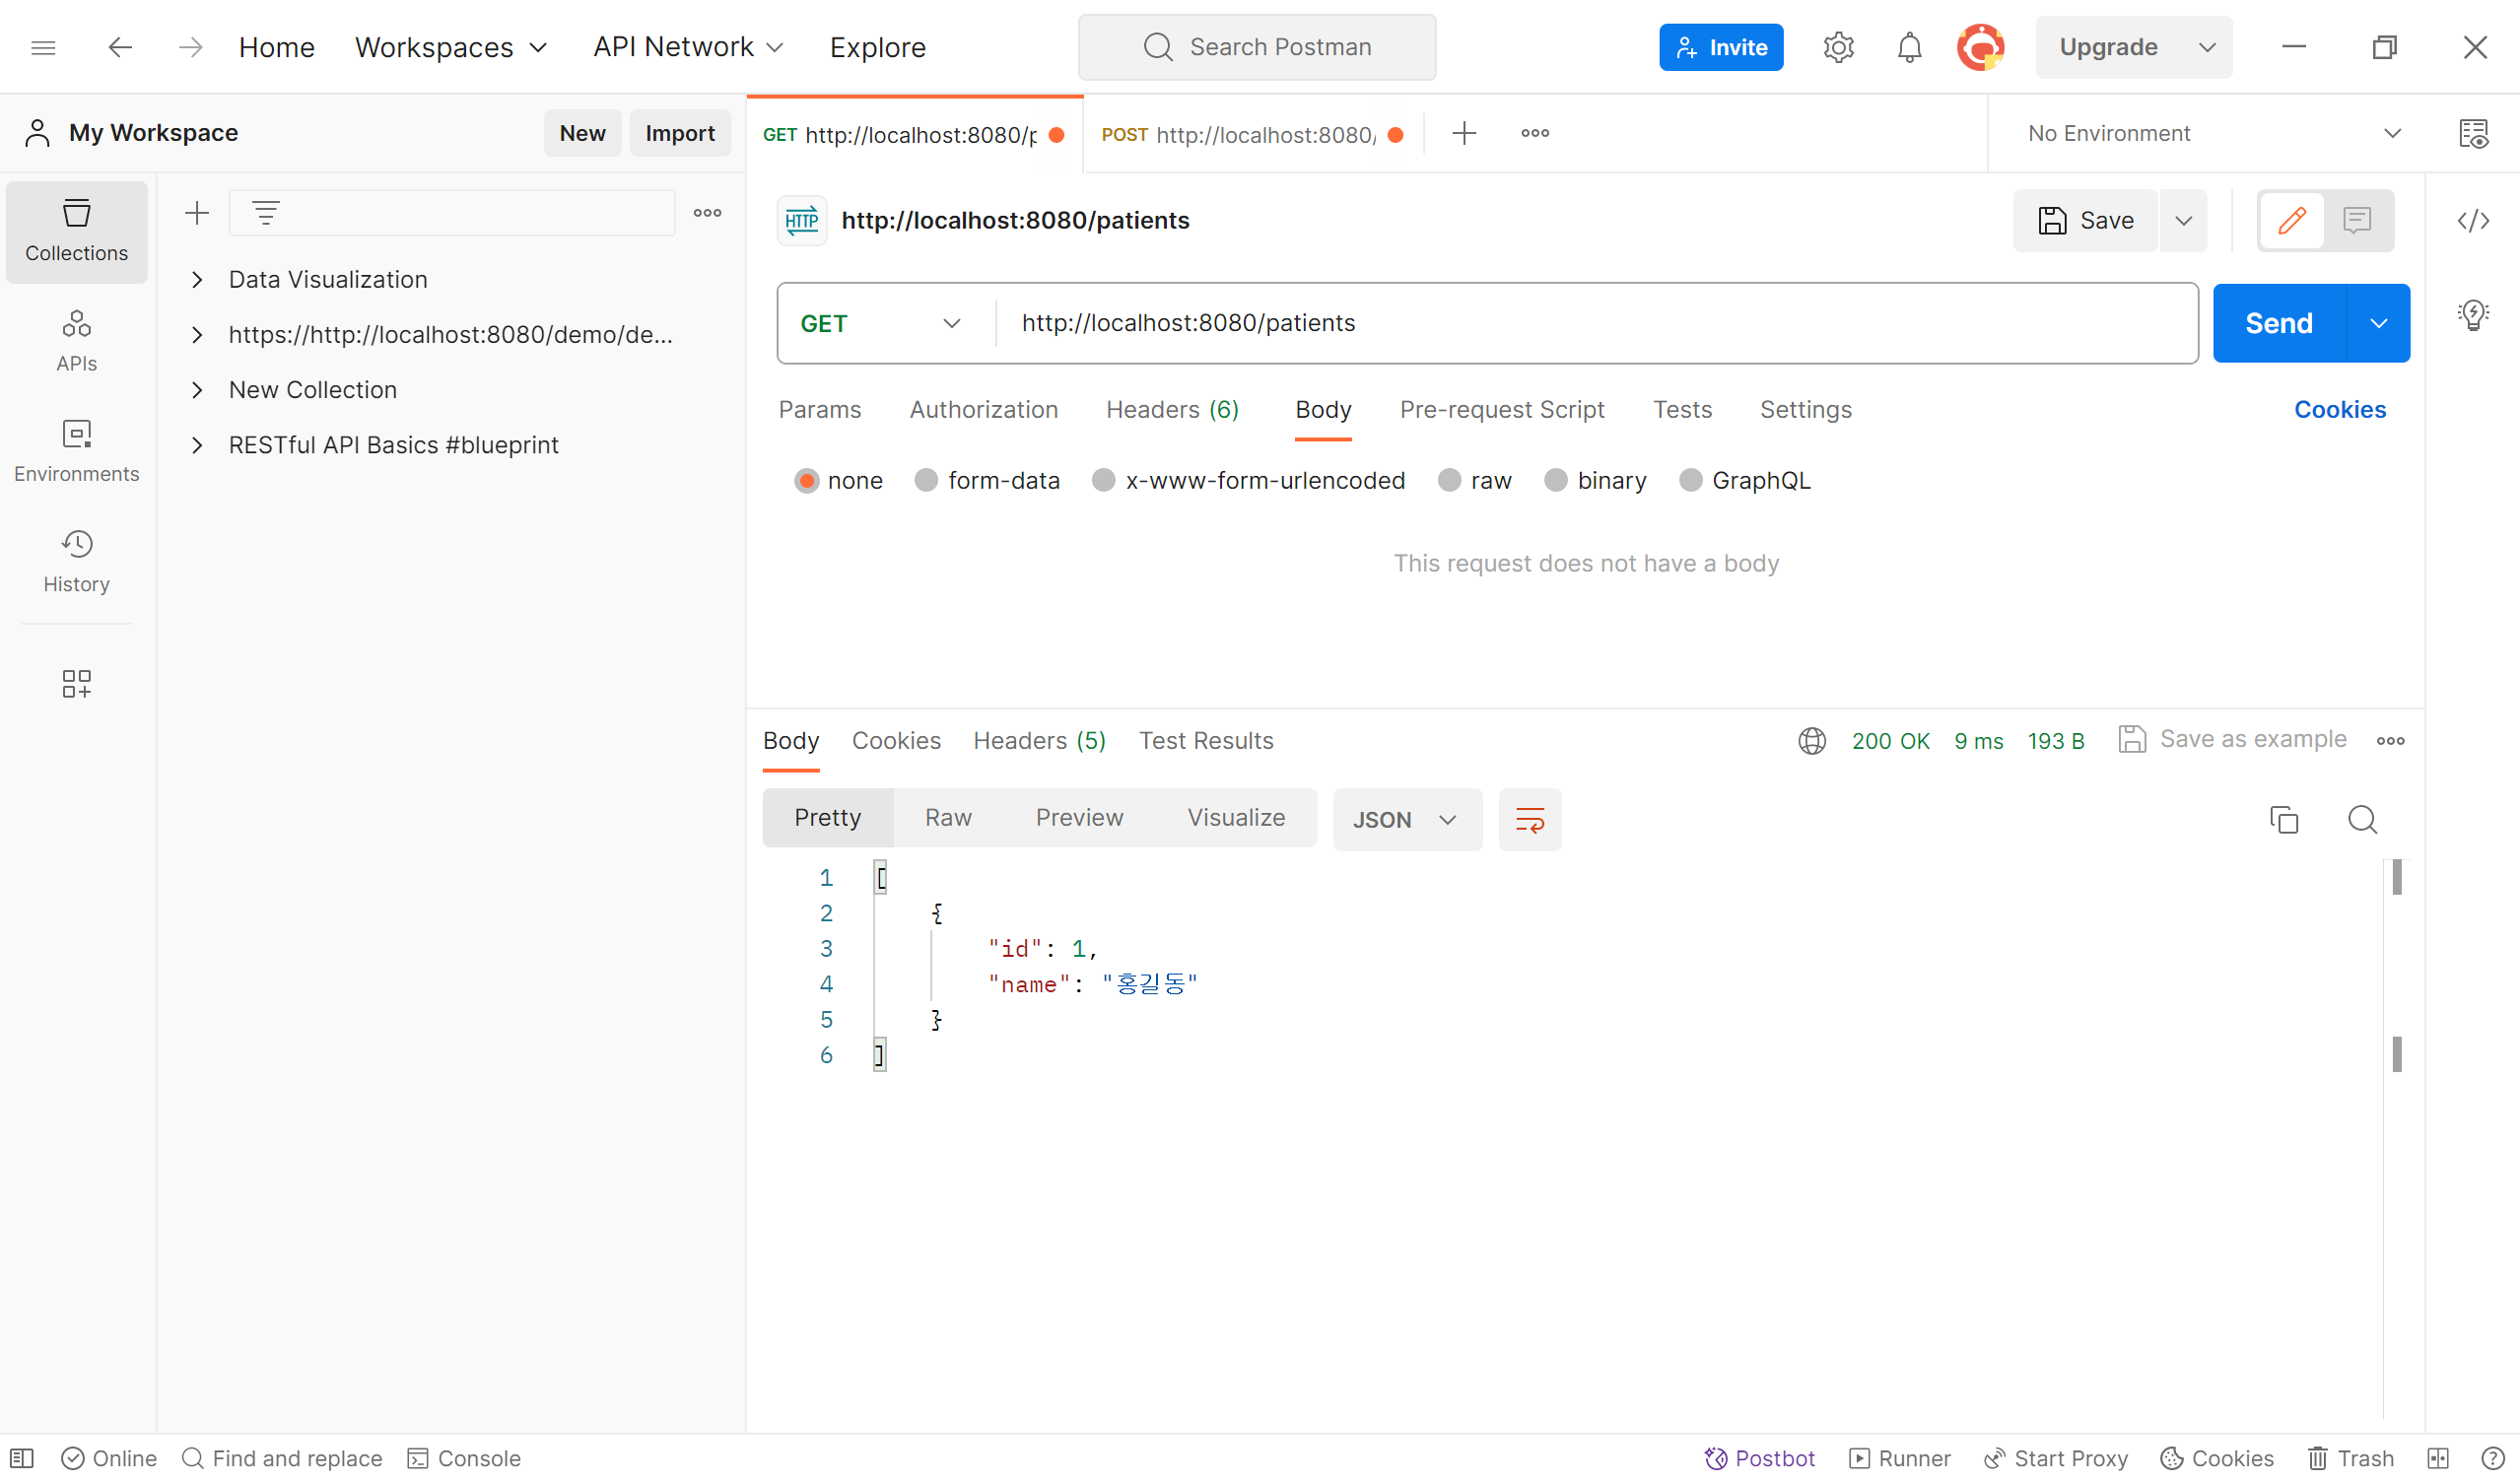 Home Workspaces API Network Explore Search Postman Invite Upgrade
My Workspace New Import
GET http://localhost:8080/p POST http://localhost:8080/ No Environment
Collections
APIs
Environments
History
Data Visualization
https://http://localhost:8080/demo/de...
New Collection
RESTful API Basics #blueprint
HTTP http://localhost:8080/patients Save
GET http://localhost:8080/patients Send
Params Authorization Headers (6) Body Pre-request Script Tests Settings Cookies
none form-data x-www-form-urlencoded raw binary GraphQL
This request does not have a body
Body Cookies Headers (5) Test Results 200 OK 9 ms 193 B Save as example
Pretty Raw Preview Visualize JSON
1 [
2 {
3 "id": 1,
4 "name": "홍길동"
5 }
6 ]
Online Find and replace Console Postbot Runner Start Proxy Cookies Trash